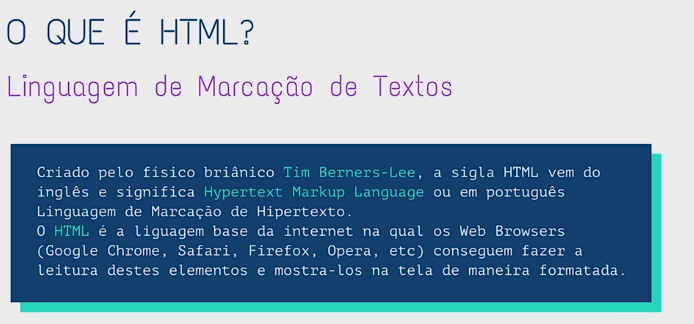 O QUE É HTML?
Linguagem de Marcação de Textos
Criado pelo físico briânico Tim Berners-Lee, a sigla HTML vem do
inglês e significa Hypertext Markup Language ou em português
Linguagem de Marcação de Hipertexto.
O HTML é a liguagem base da internet na qual os Web Browsers
(Google Chrome, Safari, Firefox, Opera, etc) conseguem fazer a
leitura destes elementos e mostra-los na tela de maneira formatada.